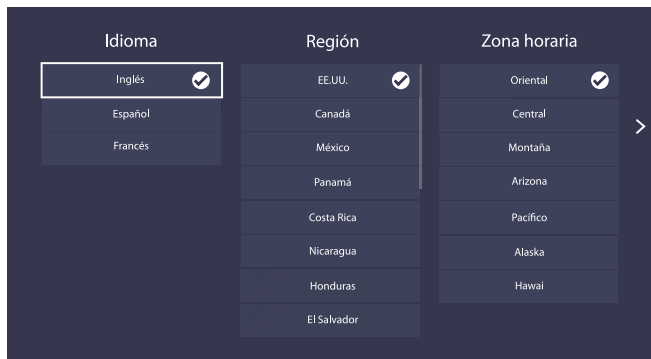 Idioma
Inglés
Español
Francés
Región
EE.UU.
Canadá
México
Panamá
Costa Rica
Nicaragua
Honduras
El Salvador
Zona horaria
Oriental
Central
Montaña
Arizona
Pacífico
Alaska
Hawai